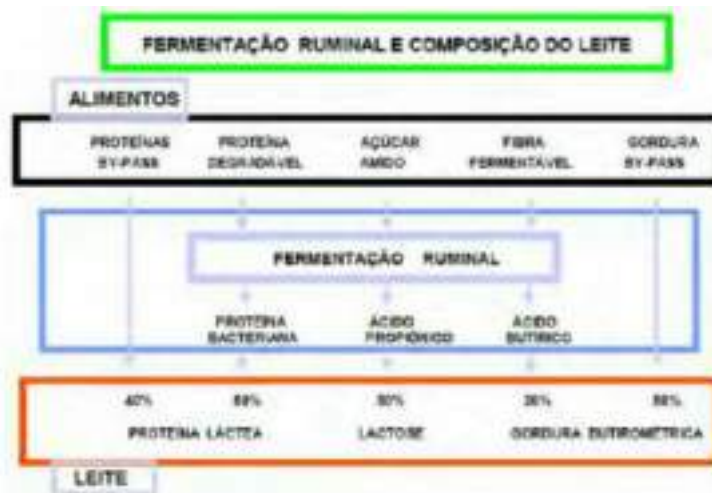 FERMENTAÇÃO RUMINAL E COMPOSIÇÃO DO LEITE
ALIMENTOS
PROTEÍNAS PROTEÍNA AÇÚCAR FIBRA GORDURA
BY-PASS DEGRADÁVEL AMIDO FERMENTÁVEL BY-PASS
FERMENTAÇÃO RUMINAL
PROTEÍNA ÁCIDO ÁCIDO
BACTERIANA PROPIÔNICO BUTÍRICO
40%
PROTEÍNA LÁCTEA LACTOSE GORDURA BUTIROMÉTRICA
LEITE